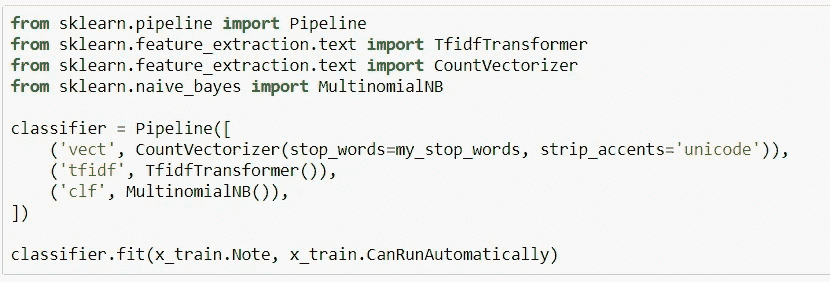 from sklearn.pipeline import Pipeline
from sklearn.feature_extraction.text import TfidfTransformer
from sklearn.feature_extraction.text import CountVectorizer
from sklearn.naive_bayes import MultinomialNB

classifier = Pipeline([
    ('vect', CountVectorizer(stop_words=my_stop_words, strip_accents='unicode')),
    ('tfidf', TfidfTransformer()),
    ('clf', MultinomialNB()),
])

classifier.fit(x_train.Note, x_train.CanRunAutomatically)